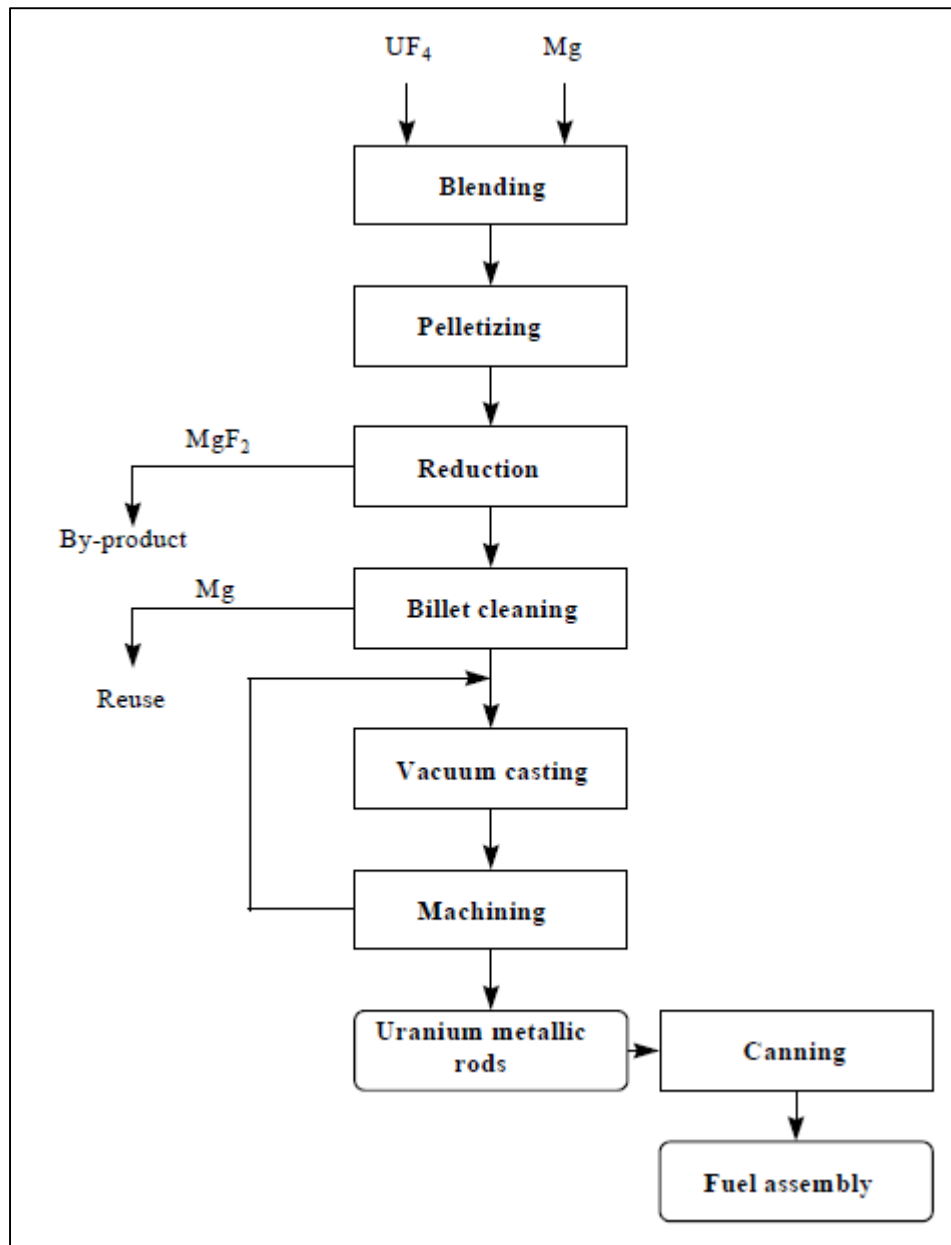 UF₄ Mg
Blending
Pelletizing
MgF₂
Reduction
By-product
Mg
Billet cleaning
Reuse
Vacuum casting
Machining
Uranium metallic
rods
Canning
Fuel assembly